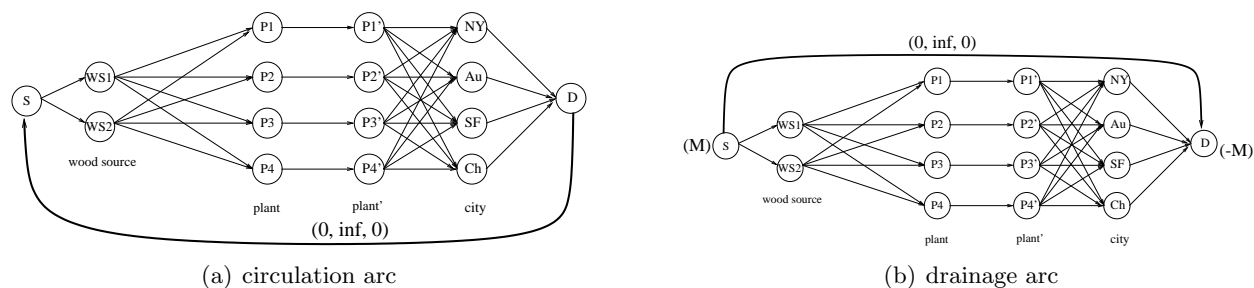 P1 P1' NY
WS1 P2 P2' Au
S D
WS2 P3 P3' SF
wood source
P4 P4' Ch
plant plant' city
(0, inf, 0)
(a) circulation arc
(0, inf, 0)
P1 P1' NY
WS1 P2 P2' Au
(M) S D (-M)
WS2 P3 P3' SF
wood source
P4 P4' Ch
plant plant' city
(b) drainage arc